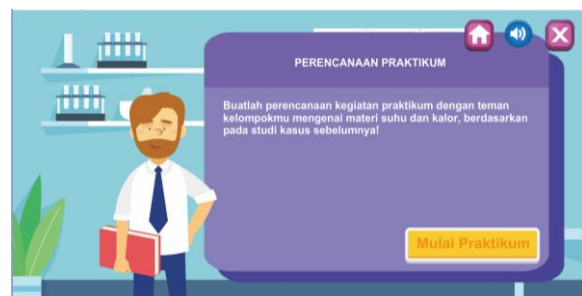 PERENCANAAN PRAKTIKUM
Buatlah perencanaan kegiatan praktikum dengan teman
kelompokmu mengenai materi suhu dan kalor, berdasarkan
pada studi kasus sebelumnya!
Mulai Praktikum